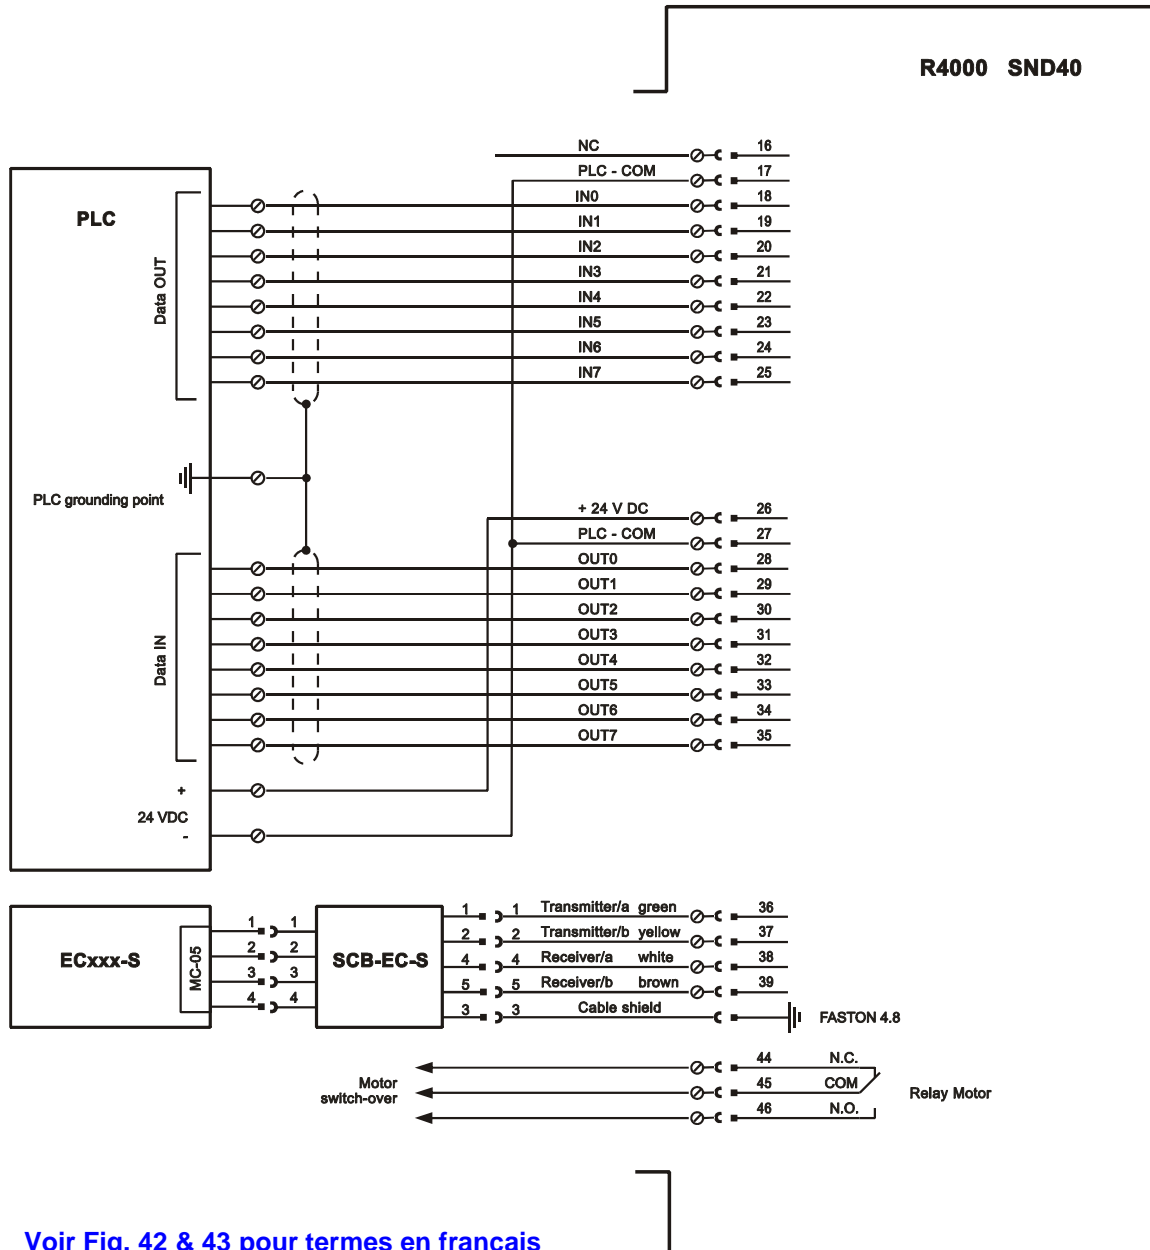 R4000 SND40
NC 16
PLC - COM 17
PLC IN0 18
IN1 19
IN2 20
Data OUT IN3 21
IN4 22
IN5 23
IN6 24
IN7 25
PLC grounding point
+ 24 V DC 26
PLC - COM 27
OUT0 28
OUT1 29
OUT2 30
Data IN OUT3 31
OUT4 32
OUT5 33
OUT6 34
OUT7 35
+
24 VDC
-
ECxxx-S MC-05
1 1
2 2
3 3
4 4
SCB-EC-S
1 1 Transmitter/a green 36
2 2 Transmitter/b yellow 37
4 4 Receiver/a white 38
5 5 Receiver/b brown 39
3 3 Cable shield FASTON 4.8
44 N.C.
Motor switch-over 45 COM Relay Motor
46 N.O.
Voir Fig. 42 & 43 pour termes en français